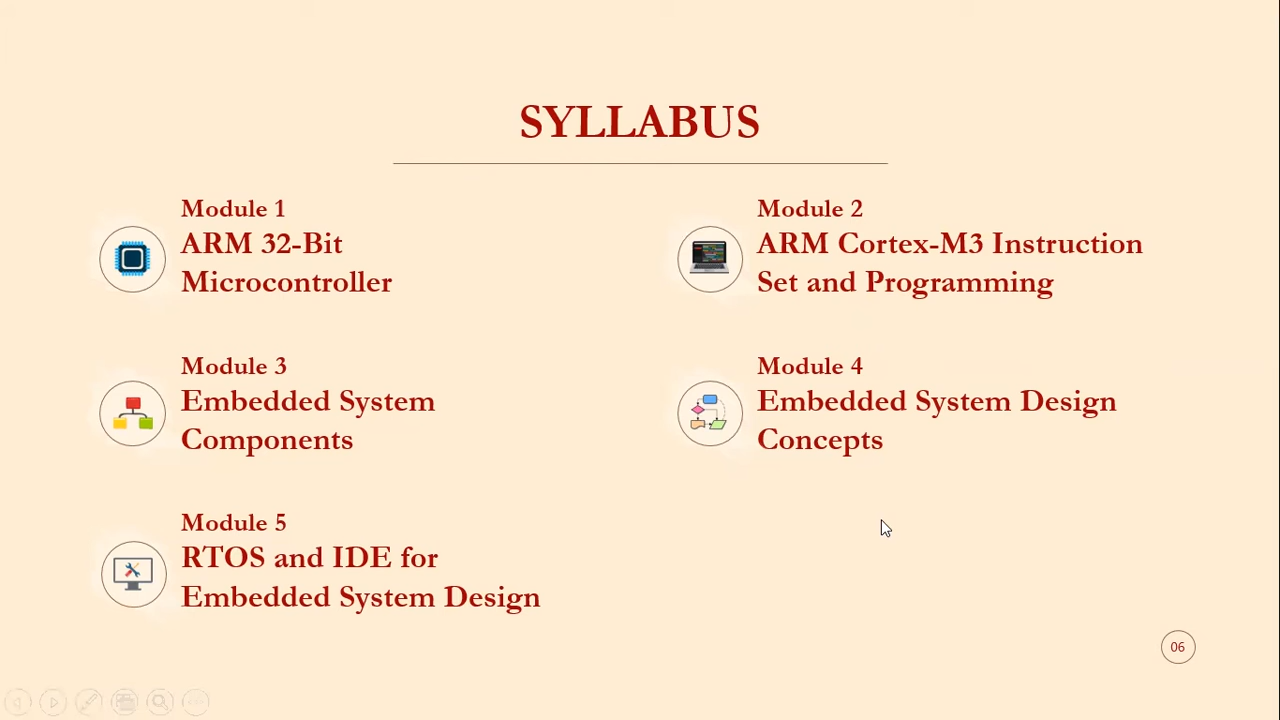 SYLLABUS
Module 1
ARM 32-Bit
Microcontroller
Module 2
ARM Cortex-M3 Instruction
Set and Programming
Module 3
Embedded System
Components
Module 4
Embedded System Design
Concepts
Module 5
RTOS and IDE for
Embedded System Design
06